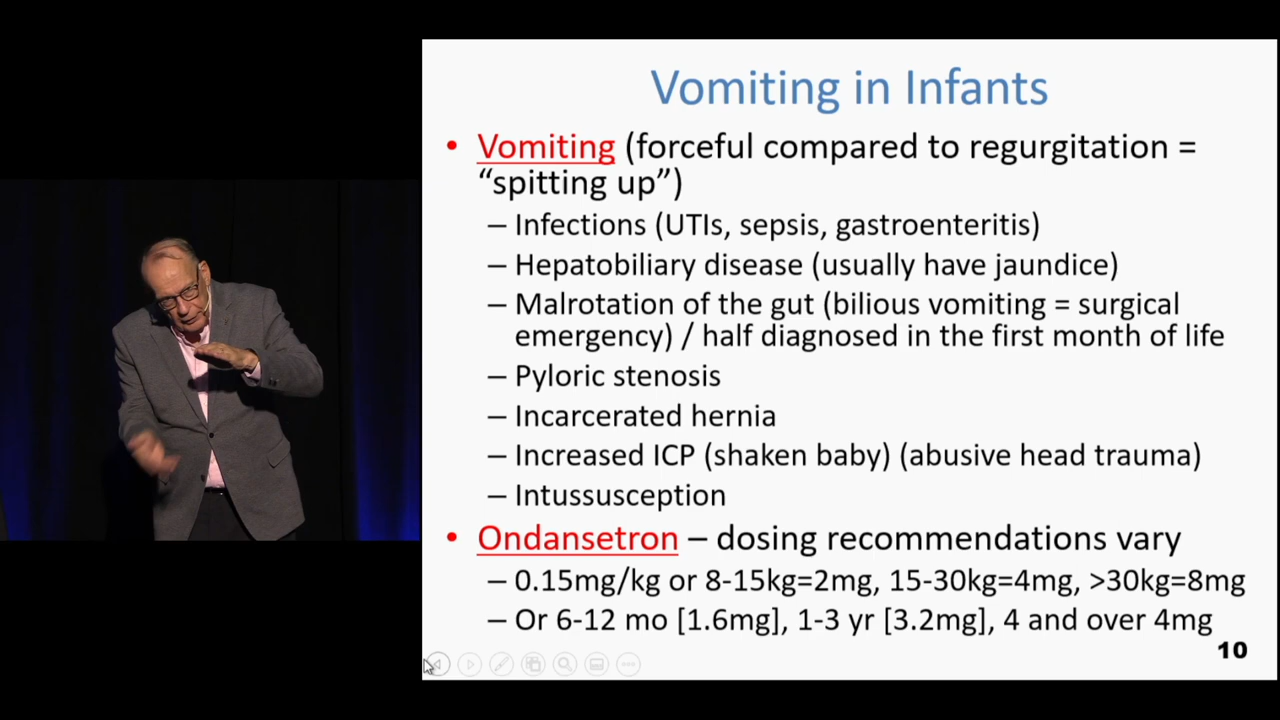 Vomiting in Infants
• Vomiting (forceful compared to regurgitation =
“spitting up”)
– Infections (UTIs, sepsis, gastroenteritis)
– Hepatobiliary disease (usually have jaundice)
– Malrotation of the gut (bilious vomiting = surgical
emergency) / half diagnosed in the first month of life
– Pyloric stenosis
– Incarcerated hernia
– Increased ICP (shaken baby) (abusive head trauma)
– Intussusception
• Ondansetron – dosing recommendations vary
– 0.15mg/kg or 8-15kg=2mg, 15-30kg=4mg, >30kg=8mg
– Or 6-12 mo [1.6mg], 1-3 yr [3.2mg], 4 and over 4mg
10